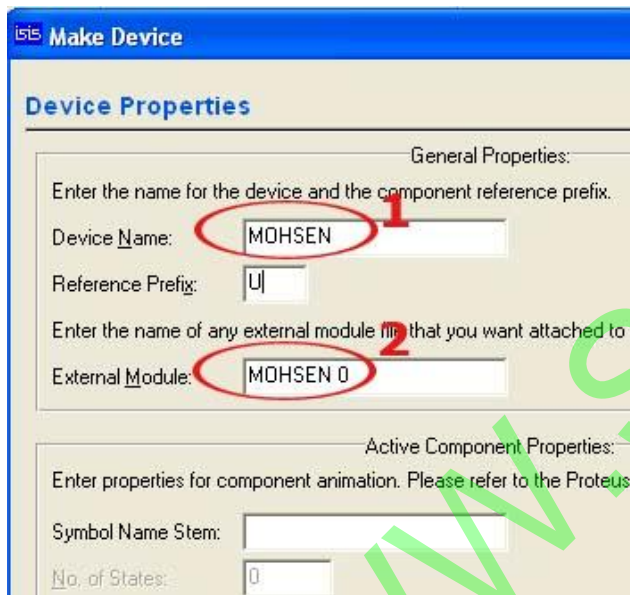 isis Make Device
Device Properties
General Properties:
Enter the name for the device and the component reference prefix.
1
Device Name: MOHSEN
Reference Prefix: U
Enter the name of any external module file that you want attached to
2
External Module: MOHSEN 0
Active Component Properties:
Enter properties for component animation. Please refer to the Proteus
Symbol Name Stem:
No. of States: 0